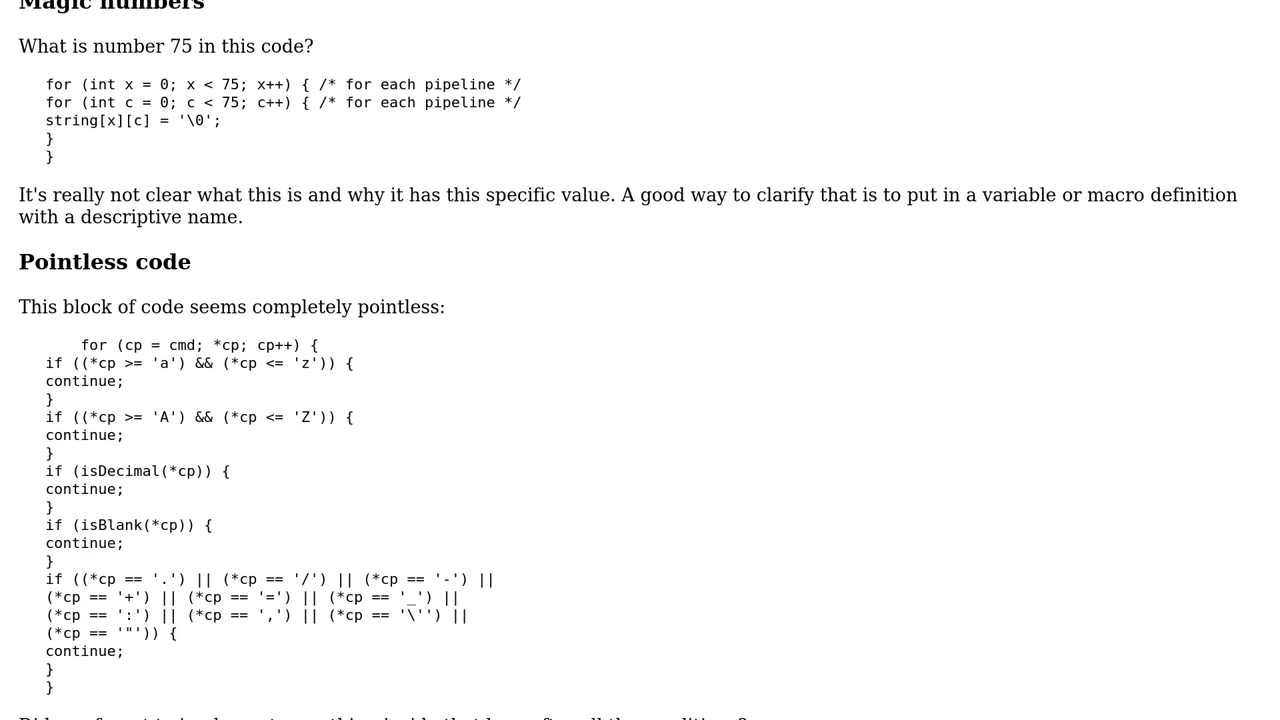 Magic numbers
What is number 75 in this code?
for (int x = 0; x < 75; x++) { /* for each pipeline */
for (int c = 0; c < 75; c++) { /* for each pipeline */
string[x][c] = '\0';
}
}
It's really not clear what this is and why it has this specific value. A good way to clarify that is to put in a variable or macro definition
with a descriptive name.
Pointless code
This block of code seems completely pointless:
for (cp = cmd; *cp; cp++) {
if ((*cp >= 'a') && (*cp <= 'z')) {
continue;
}
if ((*cp >= 'A') && (*cp <= 'Z')) {
continue;
}
if (isDecimal(*cp)) {
continue;
}
if (isBlank(*cp)) {
continue;
}
if ((*cp == '.') || (*cp == '/') || (*cp == '-') ||
(*cp == '+') || (*cp == '=') || (*cp == '_') ||
(*cp == ':') || (*cp == ',') || (*cp == '\'') ||
(*cp == '"')) {
continue;
}
}